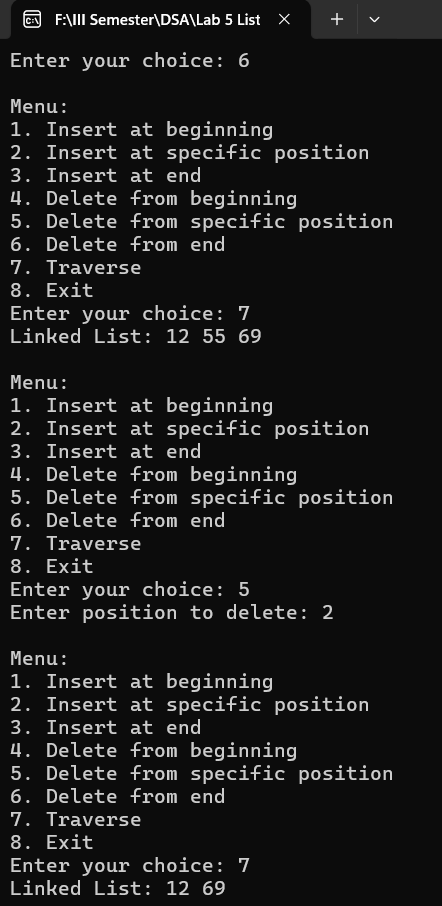 F:\III Semester\DSA\Lab 5 List
Enter your choice: 6
Menu:
1. Insert at beginning
2. Insert at specific position
3. Insert at end
4. Delete from beginning
5. Delete from specific position
6. Delete from end
7. Traverse
8. Exit
Enter your choice: 7
Linked List: 12 55 69
Menu:
1. Insert at beginning
2. Insert at specific position
3. Insert at end
4. Delete from beginning
5. Delete from specific position
6. Delete from end
7. Traverse
8. Exit
Enter your choice: 5
Enter position to delete: 2
Menu:
1. Insert at beginning
2. Insert at specific position
3. Insert at end
4. Delete from beginning
5. Delete from specific position
6. Delete from end
7. Traverse
8. Exit
Enter your choice: 7
Linked List: 12 69